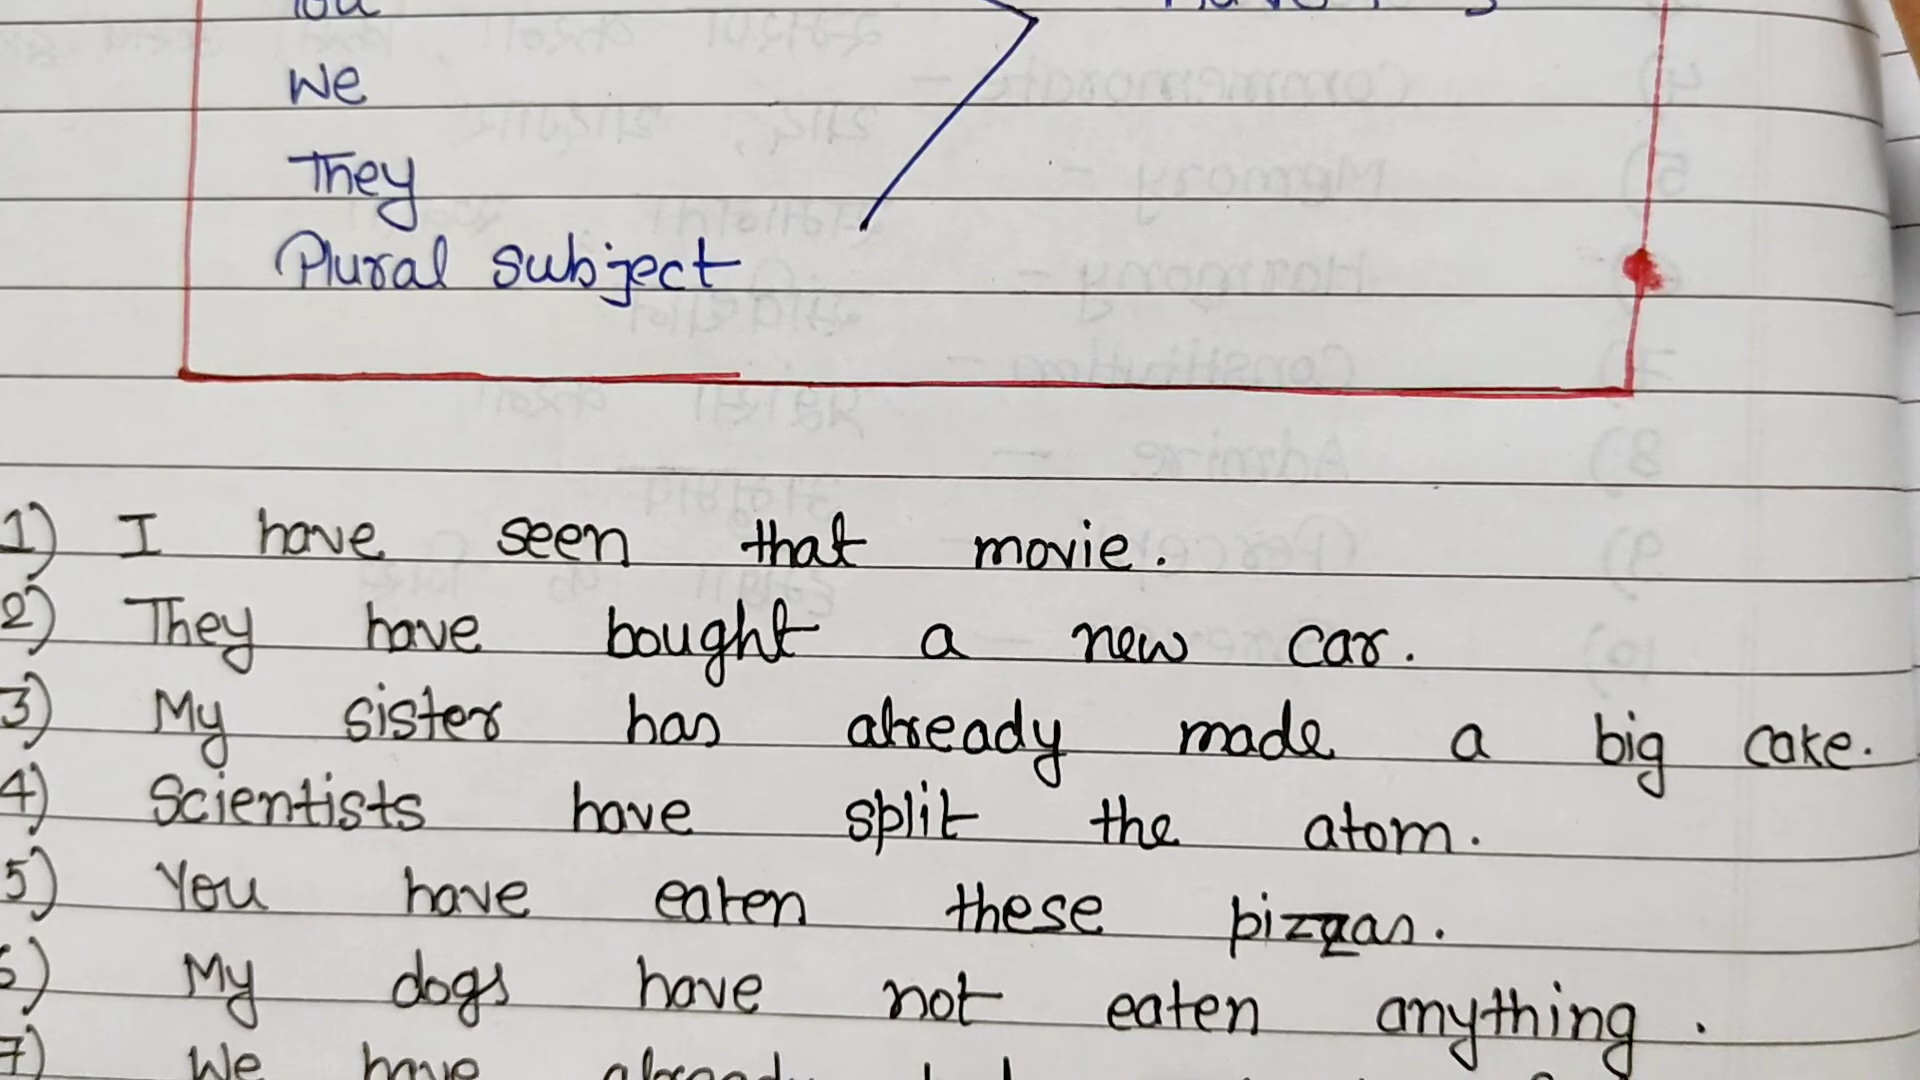 You
We
They
Plural subject
1) I have seen that movie.
2) They have bought a new car.
3) My sister has already made a big cake.
4) Scientists have split the atom.
5) You have eaten these pizzas.
6) My dogs have not eaten anything.
7) We have already